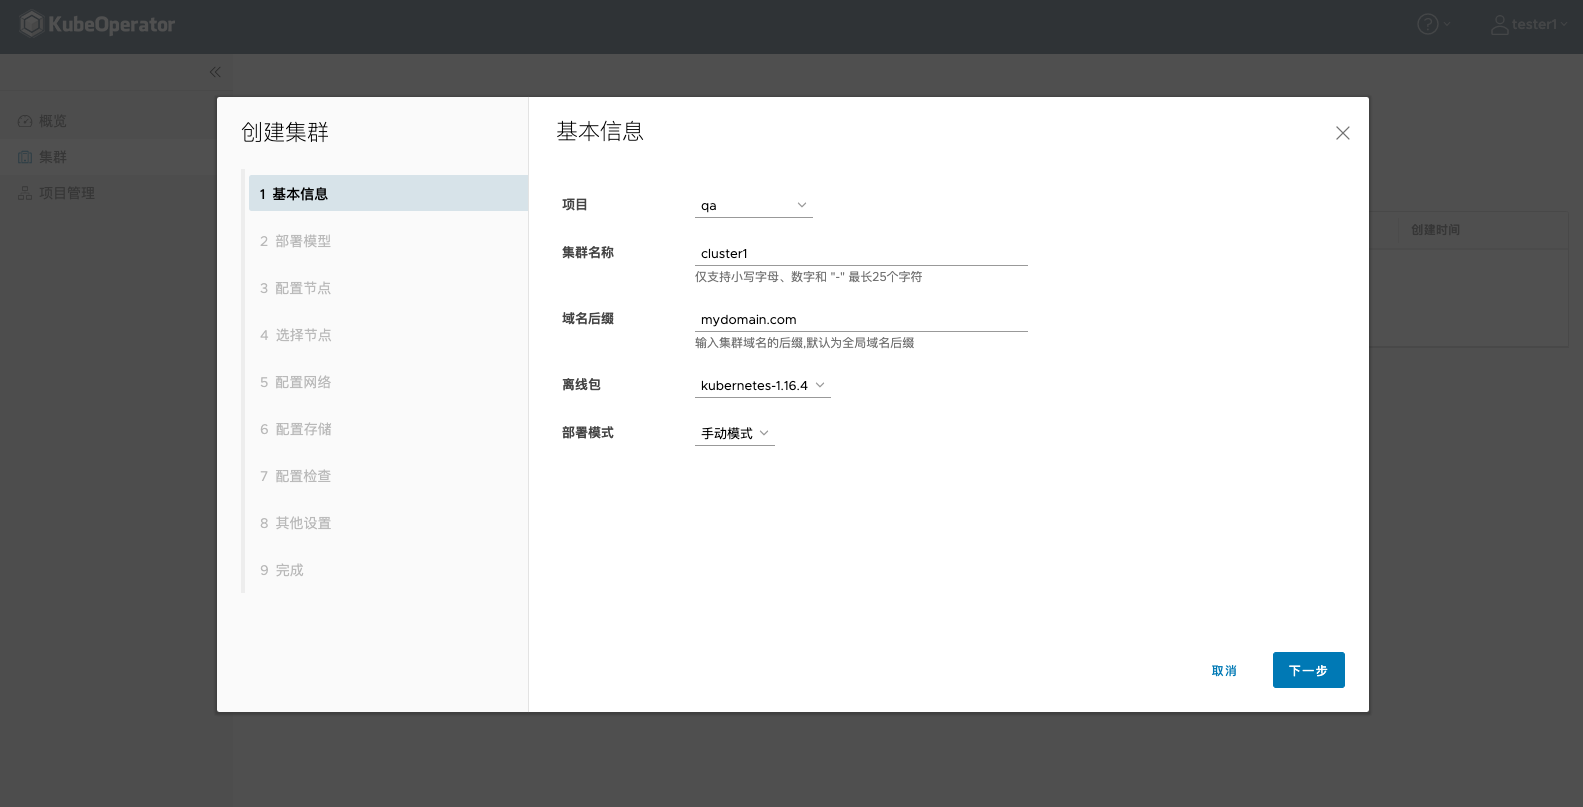 KubeOperator
tester1
概览
集群
项目管理
创建时间
创建集群
1 基本信息
2 部署模型
3 配置节点
4 选择节点
5 配置网络
6 配置存储
7 配置检查
8 其他设置
9 完成
基本信息
项目 qa
集群名称 cluster1
仅支持小写字母、数字和 "-" 最长25个字符
域名后缀 mydomain.com
输入集群域名的后缀,默认为全局域名后缀
离线包 kubernetes-1.16.4
部署模式 手动模式
取消 下一步